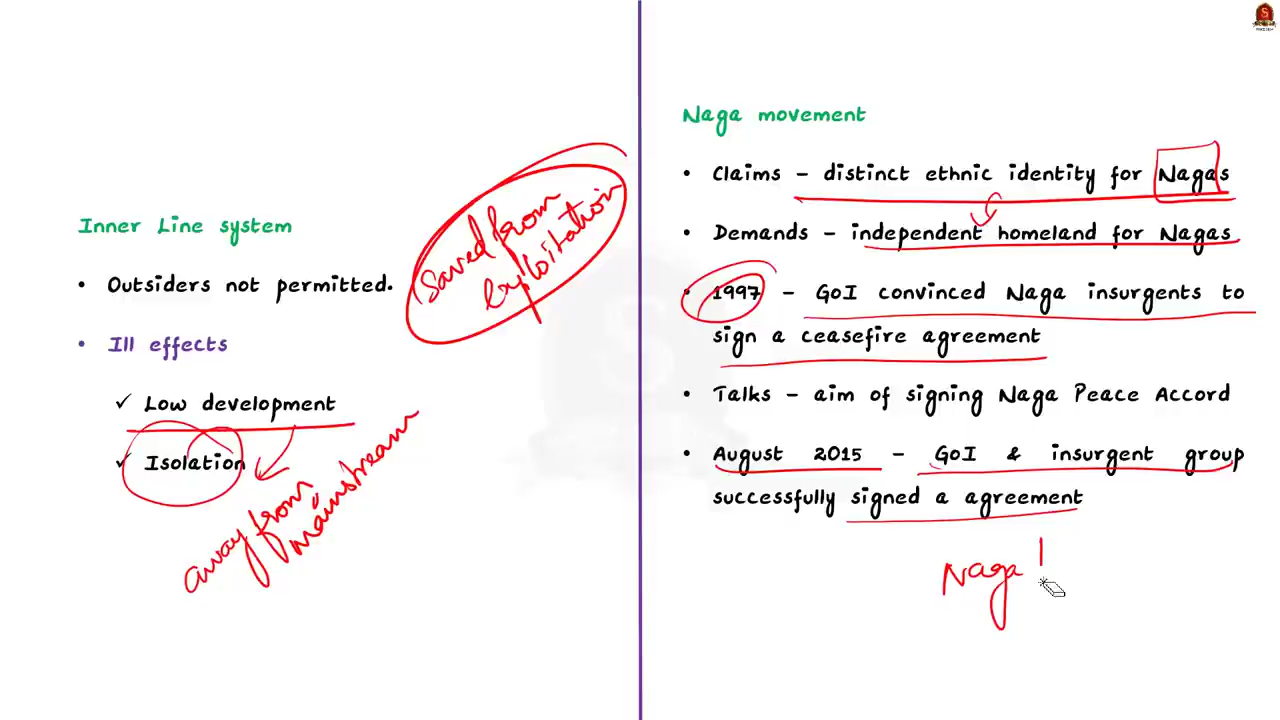 Inner Line system
• Outsiders not permitted.
Saved from
exploitation
• Ill effects
✓ Low development
✓ Isolation
away from
mainstream
Naga movement
• Claims – distinct ethnic identity for Nagas
• Demands – independent homeland for Nagas
• 1997 – GoI convinced Naga insurgents to
sign a ceasefire agreement
• Talks – aim of signing Naga Peace Accord
• August 2015 – GoI & insurgent group
successfully signed a agreement
Naga